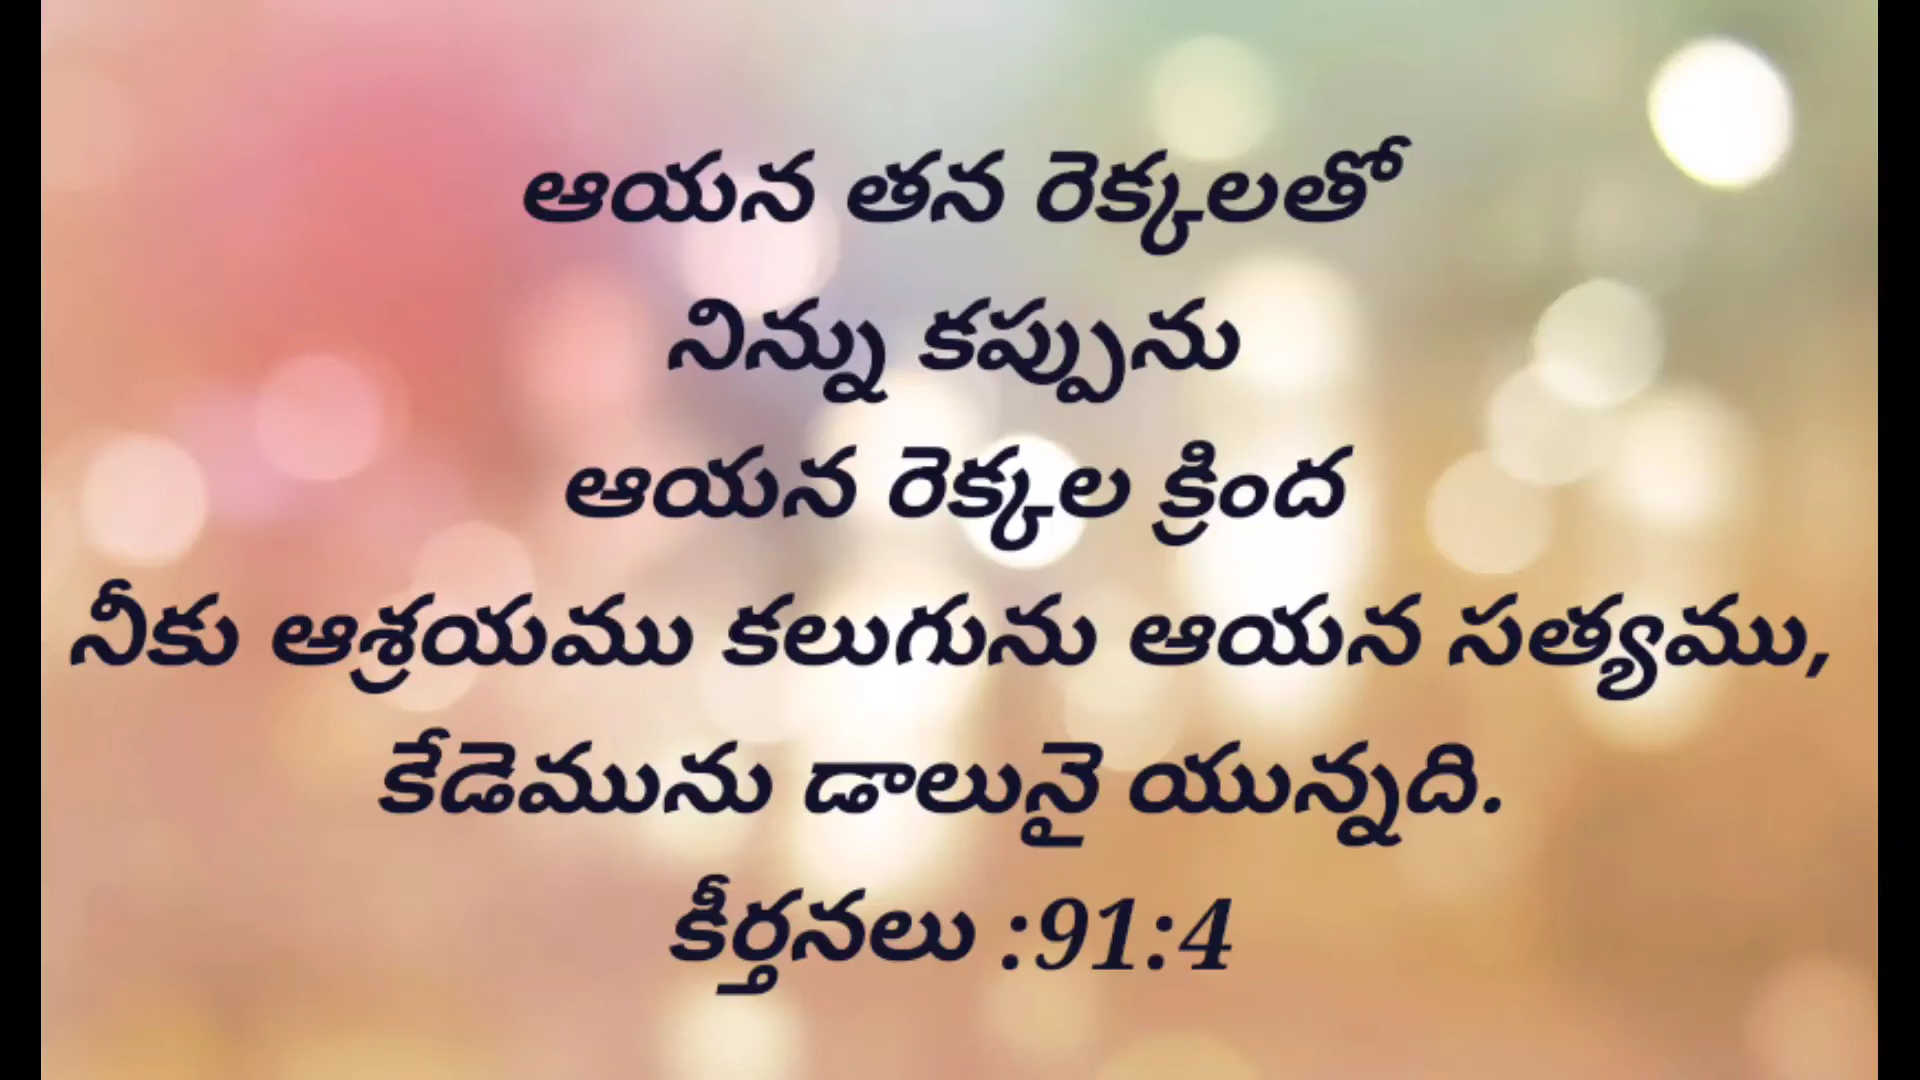 ఆయన తన రెక్కలతో
నిన్ను కప్పును
ఆయన రెక్కల క్రింద
నీకు ఆశ్రయము కలుగును ఆయన సత్యము,
కేడెమును డాలునై యున్నది.
కీర్తనలు :91:4